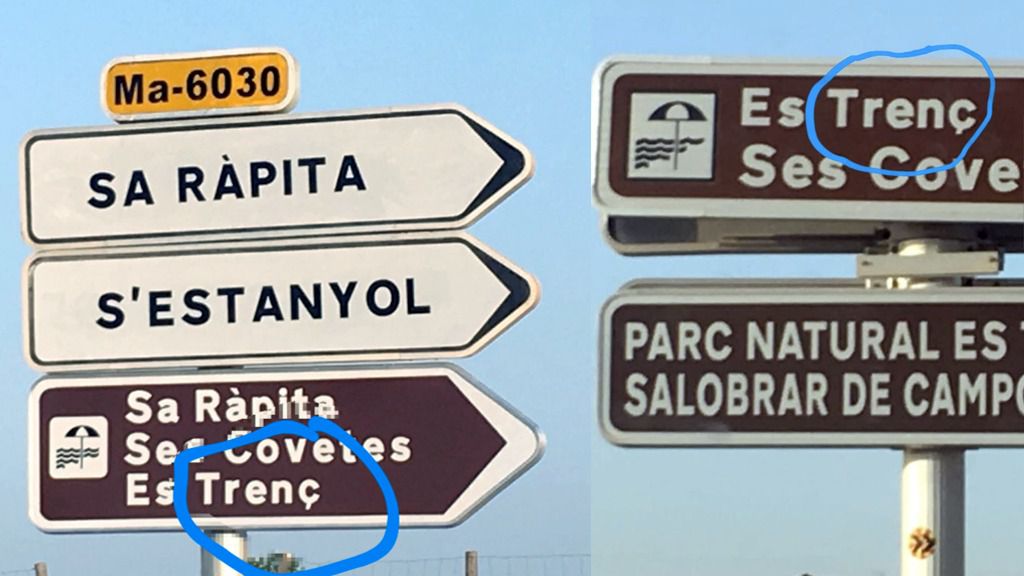 Ma-6030
SA RÀPITA
S'ESTANYOL
Sa Ràpita
Ses Covetes
Es Trenç
Es Trenç
Ses Cove
PARC NATURAL ES
SALOBRAR DE CAMPO